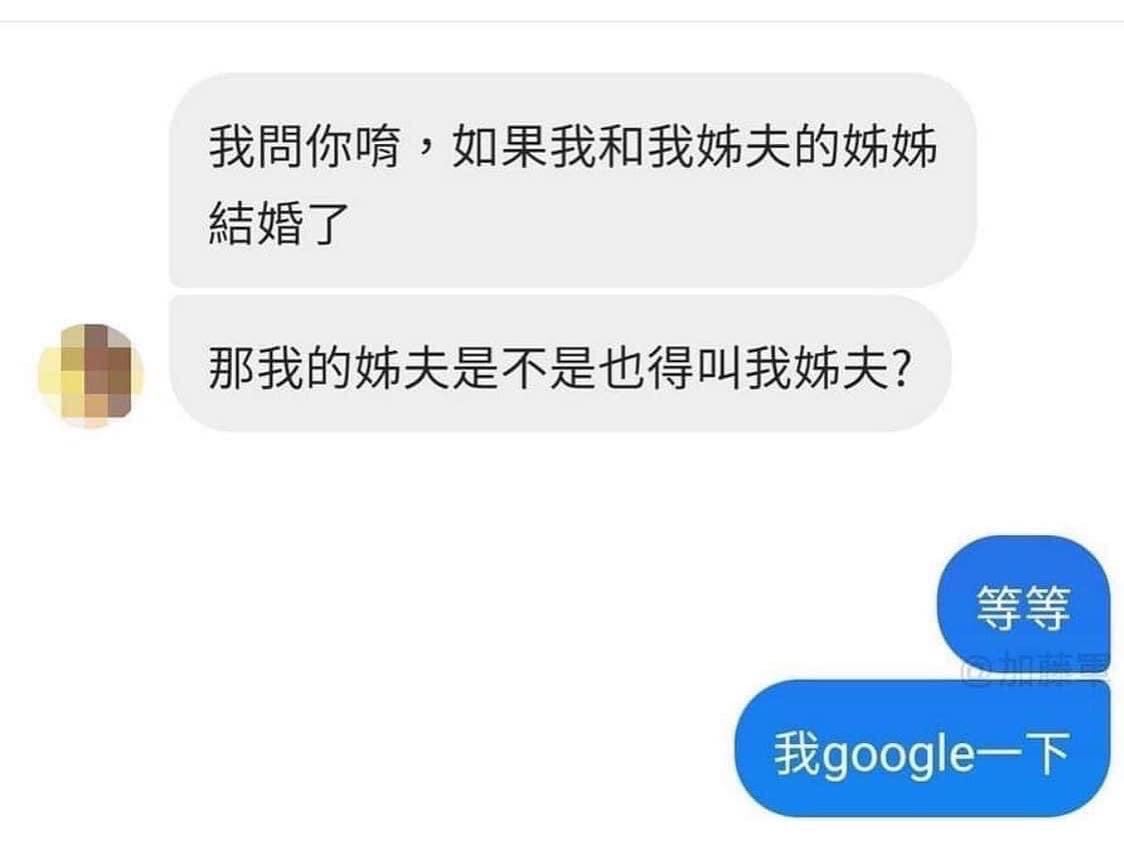 我問你唷，如果我和我姊夫的姊姊
結婚了
那我的姊夫是不是也得叫我姊夫?
等等
@加藤軍
我google一下